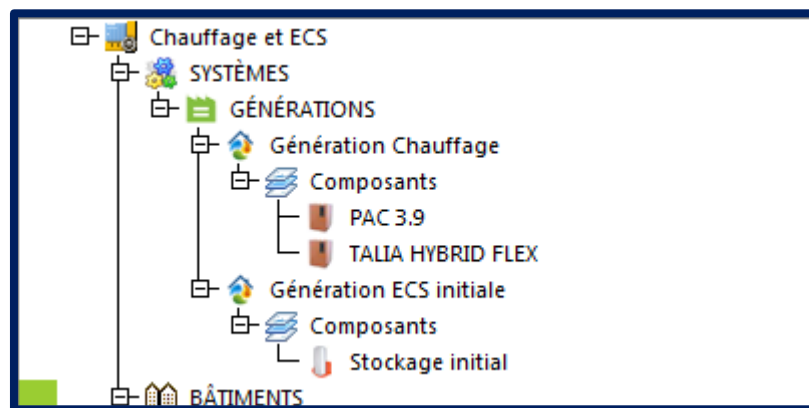 Chauffage et ECS
SYSTÈMES
GÉNÉRATIONS
Génération Chauffage
Composants
PAC 3.9
TALIA HYBRID FLEX
Génération ECS initiale
Composants
Stockage initial
BÂTIMENTS